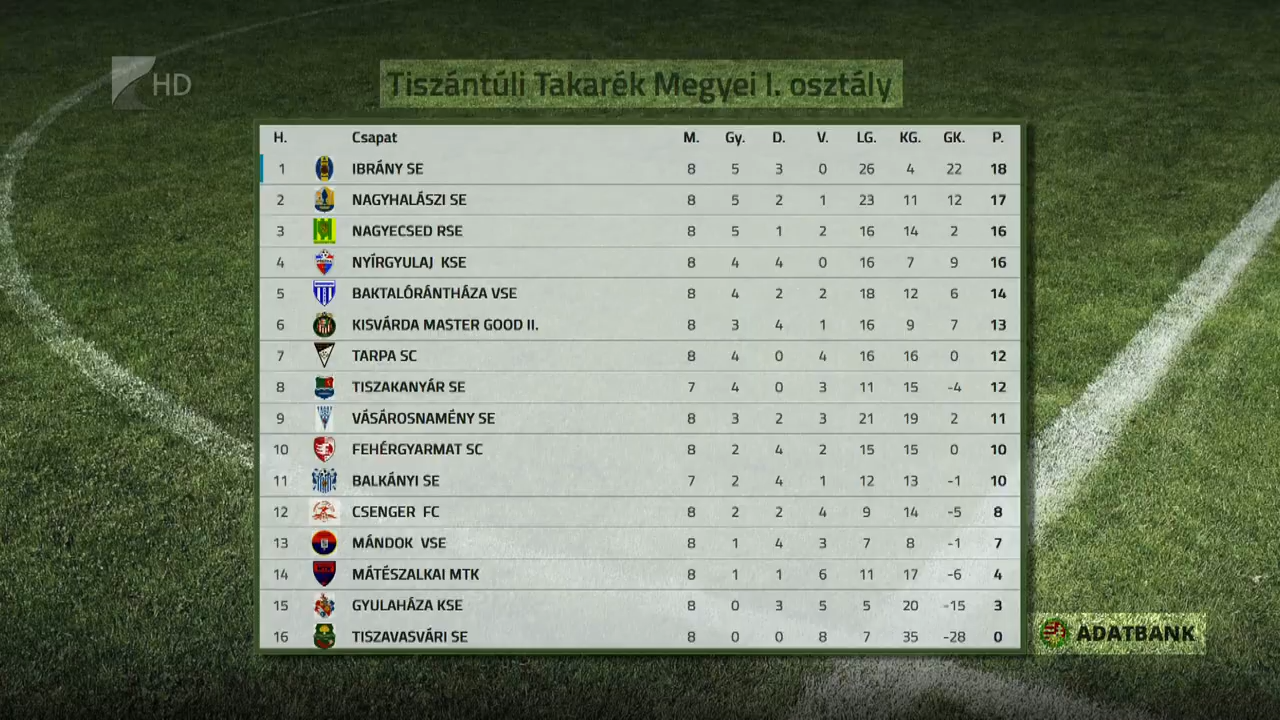 HD
Tiszántúli Takarék Megyei I. osztály
H. Csapat M. Gy. D. V. LG. KG. GK. P.
1 IBRÁNY SE 8 5 3 0 26 4 22 18
2 NAGYHALÁSZI SE 8 5 2 1 23 11 12 17
3 NAGYECSED RSE 8 5 1 2 16 14 2 16
4 NYÍRGYULAJ KSE 8 4 4 0 16 7 9 16
5 BAKTALÓRÁNTHÁZA VSE 8 4 2 2 18 12 6 14
6 KISVÁRDA MASTER GOOD II. 8 3 4 1 16 9 7 13
7 TARPA SC 8 4 0 4 16 16 0 12
8 TISZAKANYÁR SE 7 4 0 3 11 15 -4 12
9 VÁSÁROSNAMÉNY SE 8 3 2 3 21 19 2 11
10 FEHÉRGYARMAT SC 8 2 4 2 15 15 0 10
11 BALKÁNYI SE 7 2 4 1 12 13 -1 10
12 CSENGER FC 8 2 2 4 9 14 -5 8
13 MÁNDOK VSE 8 1 4 3 7 8 -1 7
14 MÁTÉSZALKAI MTK 8 1 1 6 11 17 -6 4
15 GYULAHÁZA KSE 8 0 3 5 5 20 -15 3
16 TISZAVASVÁRI SE 8 0 0 8 7 35 -28 0
ADATBANK